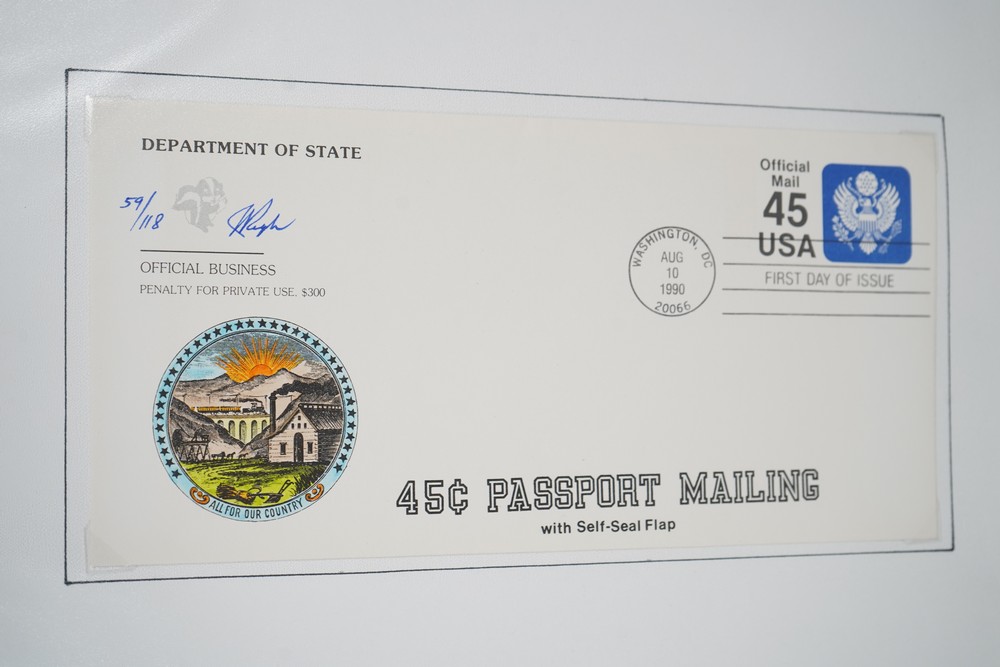 DEPARTMENT OF STATE
59/118
OFFICIAL BUSINESS
PENALTY FOR PRIVATE USE, $300
Official
Mail
45
USA
WASHINGTON, DC
AUG
10
1990
20066
FIRST DAY OF ISSUE
ALL FOR OUR COUNTRY
45¢ PASSPORT MAILING
with Self-Seal Flap